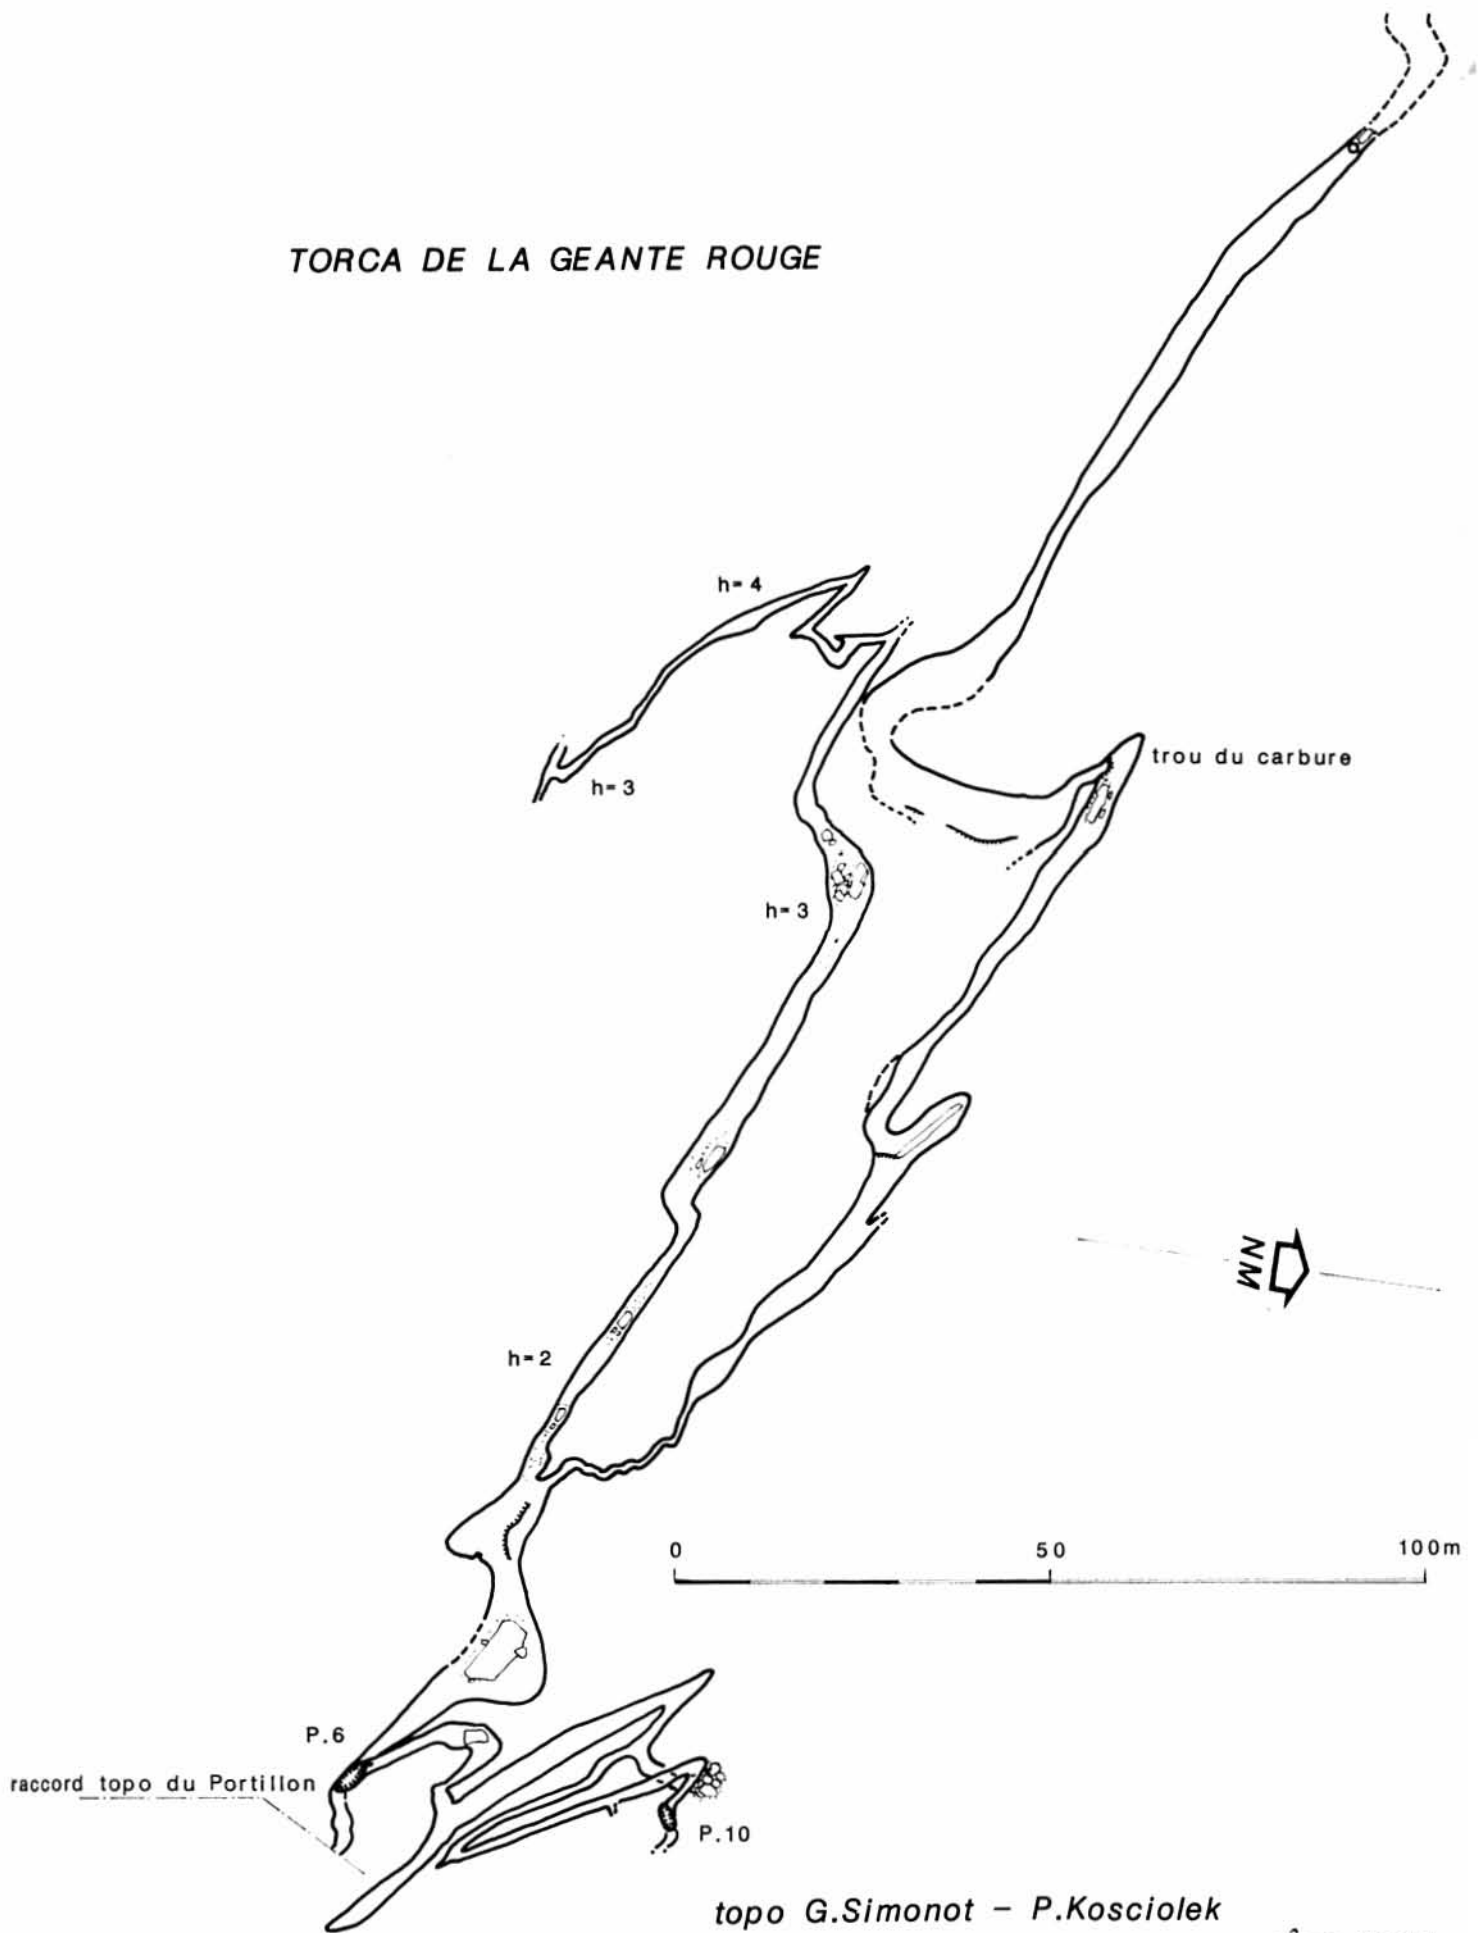 TORCA DE LA GEANTE ROUGE
h=4
trou du carbure
h=3
h=3
NM
h=2
0 50 100m
P.6
raccord topo du Portillon
P.10
topo G.Simonot – P.Kosciolek